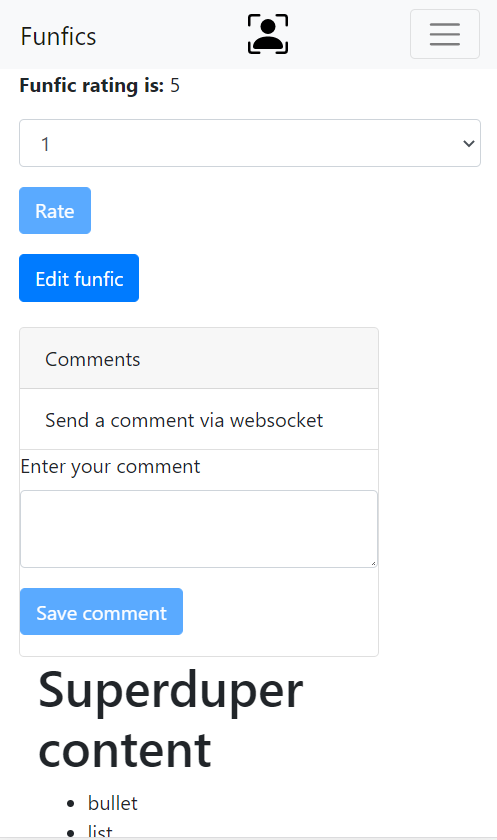 Funfics
Funfic rating is: 5
1
Rate
Edit funfic
Comments
Send a comment via websocket
Enter your comment
Save comment
Superduper
content
bullet
list